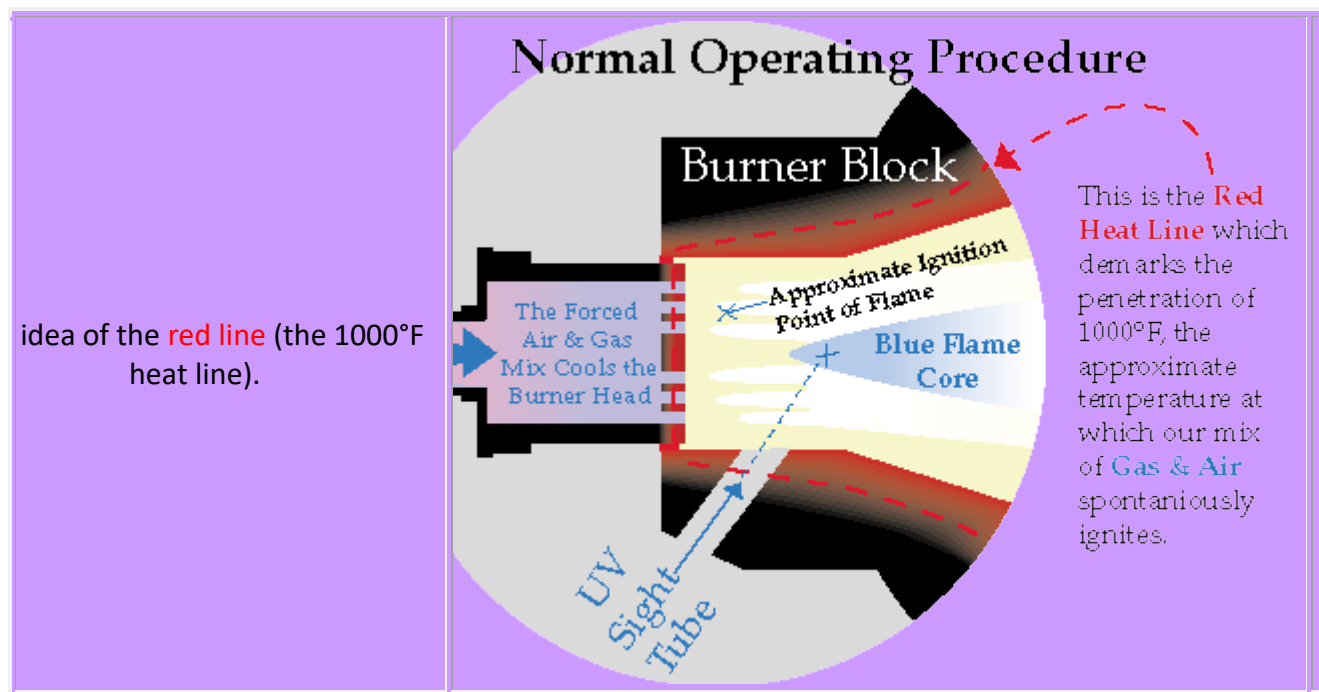 idea of the red line (the 1000°F
heat line).
Normal Operating Procedure
Burner Block
This is the Red
Heat Line which
demarks the
penetration of
1000°F, the
approximate
temperature at
which our mix
of Gas & Air
spontaniously
ignites.
Approximate Ignition
Point of Flame
The Forced
Air & Gas
Mix Cools the
Burner Head
Blue Flame
Core
UV
Sight
Tube